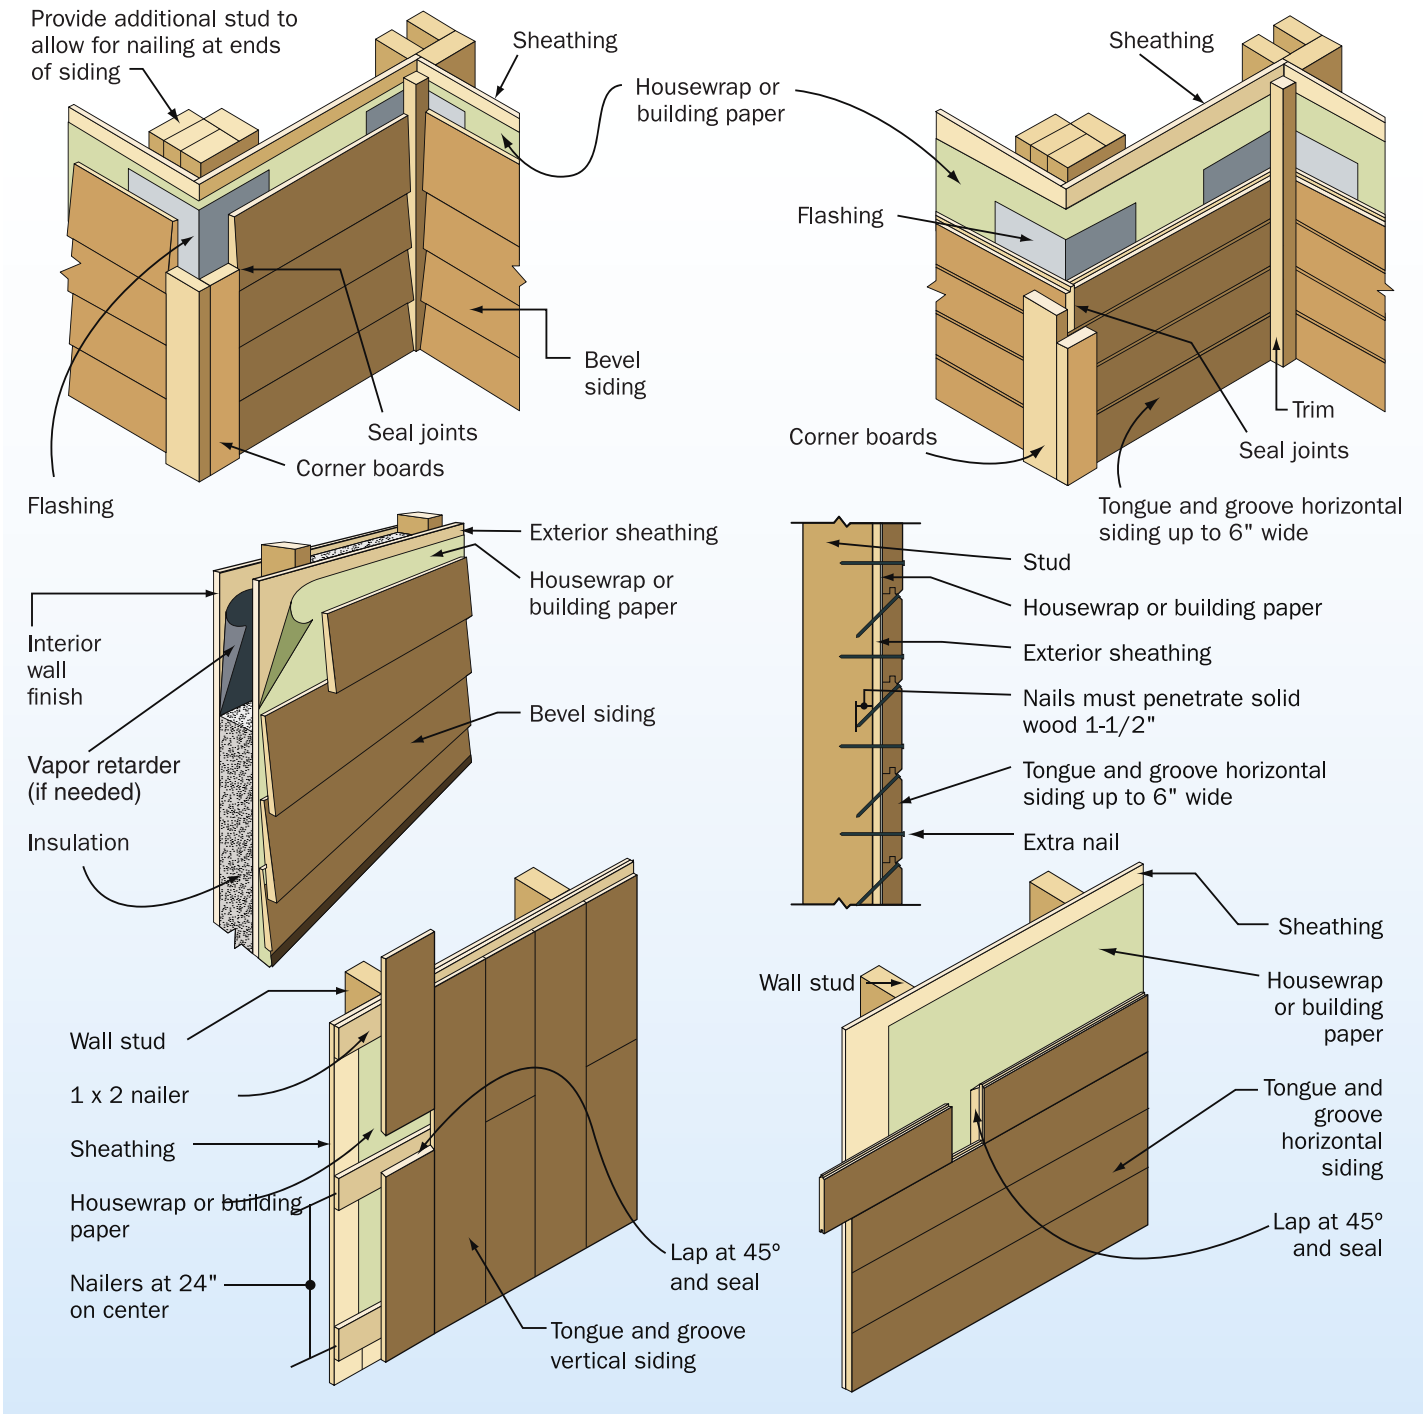 Provide additional stud to
allow for nailing at ends
of siding
Sheathing
Housewrap or
building paper
Sheathing
Flashing
Bevel
siding
Seal joints
Corner boards
Flashing
Trim
Corner boards
Seal joints
Tongue and groove horizontal
siding up to 6" wide
Exterior sheathing
Housewrap or
building paper
Interior
wall
finish
Bevel siding
Vapor retarder
(if needed)
Insulation
Stud
Housewrap or building paper
Exterior sheathing
Nails must penetrate solid
wood 1-1/2"
Tongue and groove horizontal
siding up to 6" wide
Extra nail
Wall stud
1 x 2 nailer
Sheathing
Housewrap or building
paper
Nailers at 24"
on center
Lap at 45º
and seal
Tongue and groove
vertical siding
Sheathing
Wall stud
Housewrap
or building
paper
Tongue and
groove
horizontal
siding
Lap at 45º
and seal